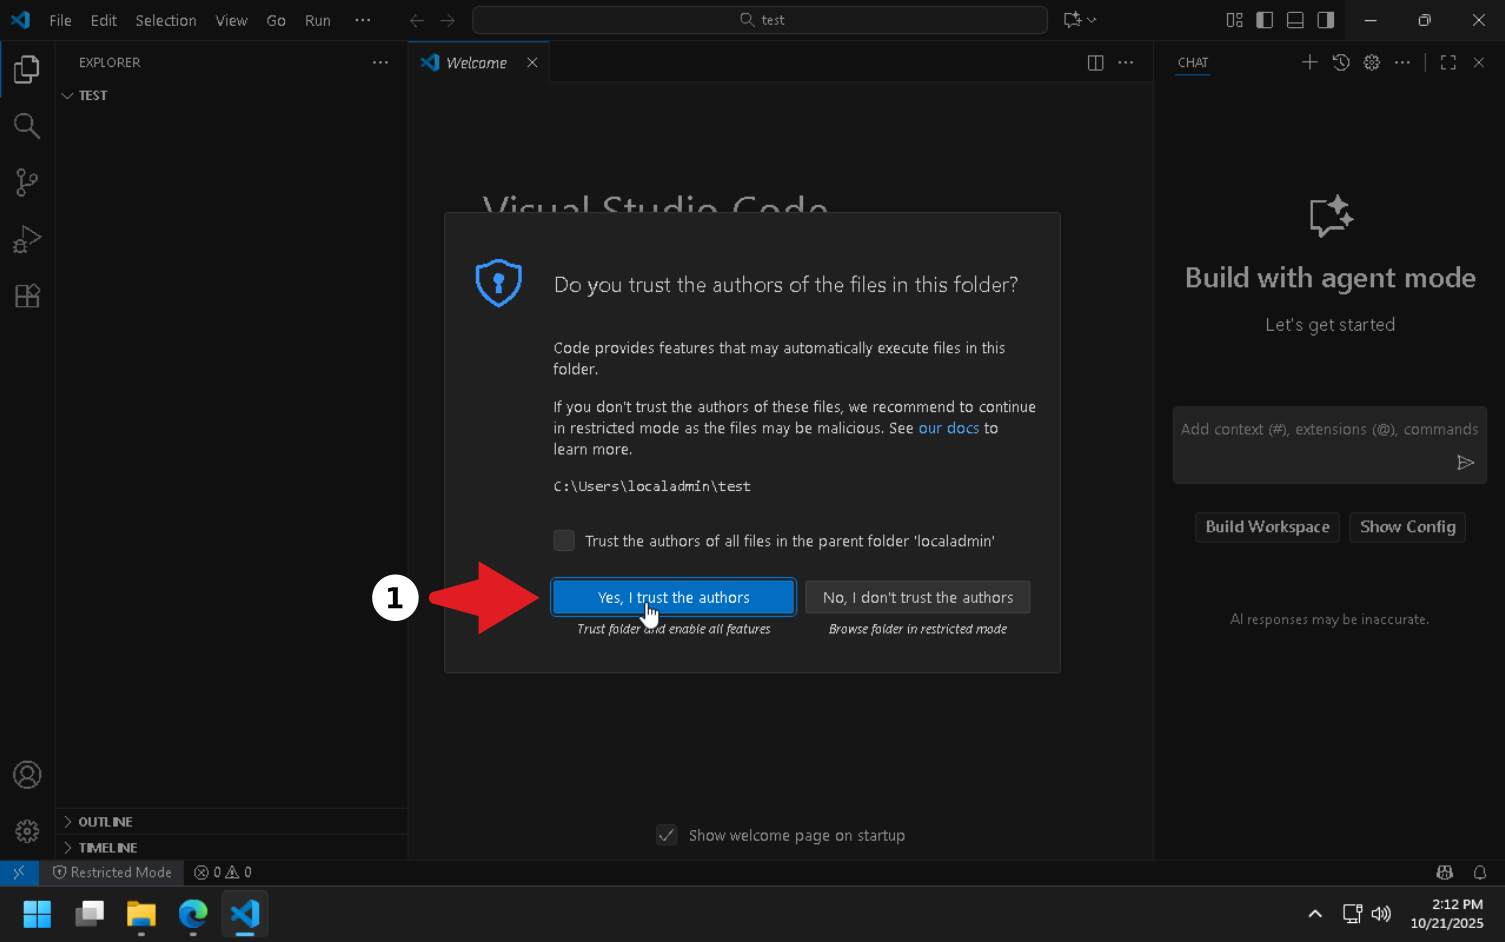 File Edit Selection View Go Run ···
test
EXPLORER
TEST
Welcome
CHAT
Visual Studio Code
Do you trust the authors of the files in this folder?
Code provides features that may automatically execute files in this
folder.
If you don't trust the authors of these files, we recommend to continue
in restricted mode as the files may be malicious. See our docs to
learn more.
C:\Users\localadmin\test
Trust the authors of all files in the parent folder 'localadmin'
1
Yes, I trust the authors
No, I don't trust the authors
Trust folder and enable all features
Browse folder in restricted mode
Show welcome page on startup
Build with agent mode
Let's get started
Add context (#), extensions (@), commands
Build Workspace
Show Config
AI responses may be inaccurate.
OUTLINE
TIMELINE
Restricted Mode
0
0
2:12 PM
10/21/2025